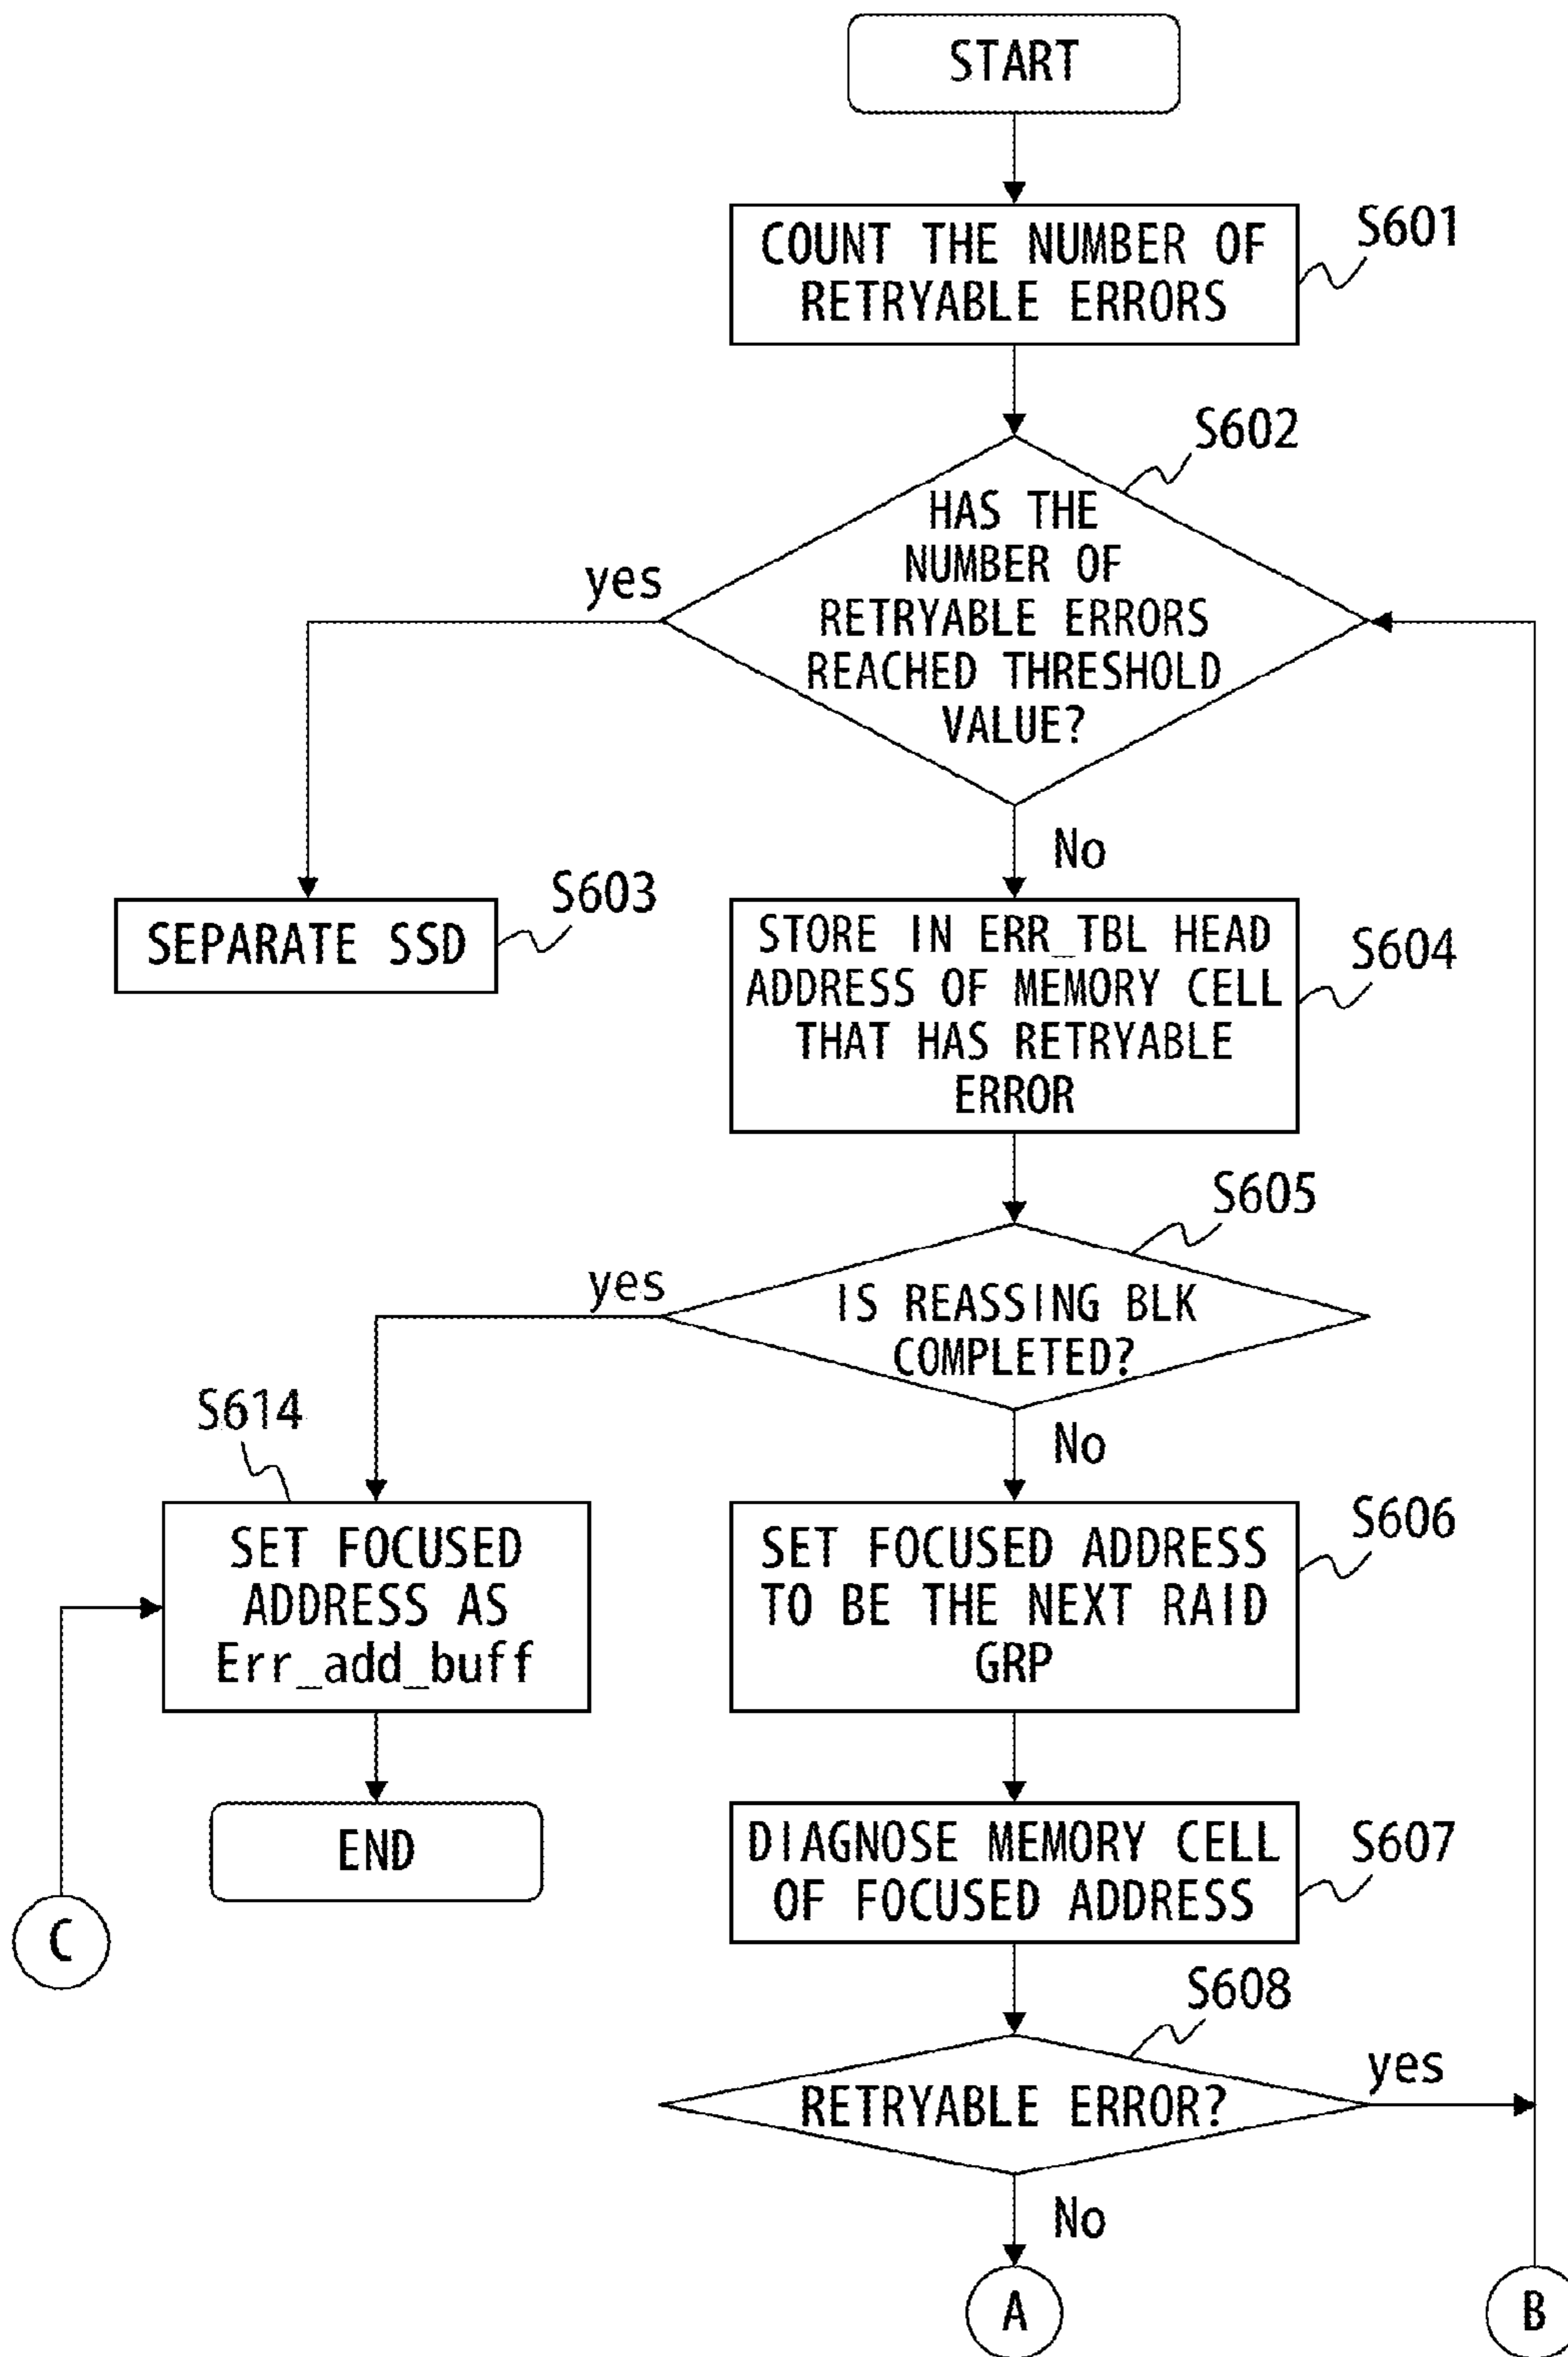 START
COUNT THE NUMBER OF
RETRYABLE ERRORS
S601
S602
HAS THE
NUMBER OF
RETRYABLE ERRORS
REACHED THRESHOLD
VALUE?
yes
No
SEPARATE SSD
S603
STORE IN ERR_TBL HEAD
ADDRESS OF MEMORY CELL
THAT HAS RETRYABLE
ERROR
S604
S605
IS REASSING BLK
COMPLETED?
yes
No
S614
SET FOCUSED
ADDRESS AS
Err_add_buff
SET FOCUSED ADDRESS
TO BE THE NEXT RAID
GRP
S606
END
DIAGNOSE MEMORY CELL
OF FOCUSED ADDRESS
S607
C
S608
RETRYABLE ERROR?
yes
No
A
B